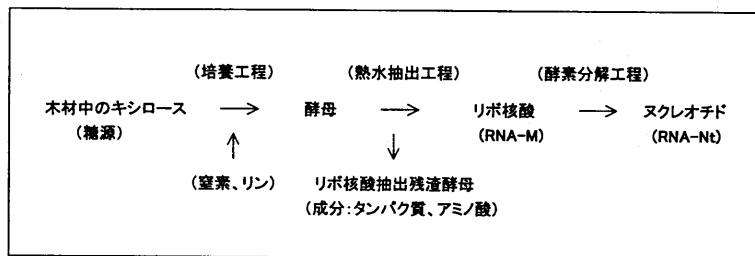 (培養工程) (熱水抽出工程) (酵素分解工程)
木材中のキシロース → 酵母 → リボ核酸 → ヌクレオチド
(糖源) (RNA-M) (RNA-Nt)
(窒素、リン) リボ核酸抽出残渣酵母
(成分:タンパク質、アミノ酸)